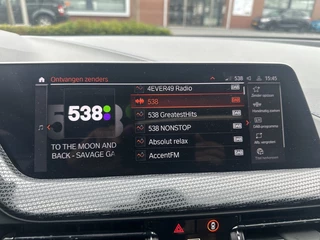 Ontvangen zenders
538
15:45
538
TO THE MOON AND
BACK - SAVAGE GA
4EVER49 Radio
538
538 GreatestHits
538 NONSTOP
Absolut relax
AccentFM